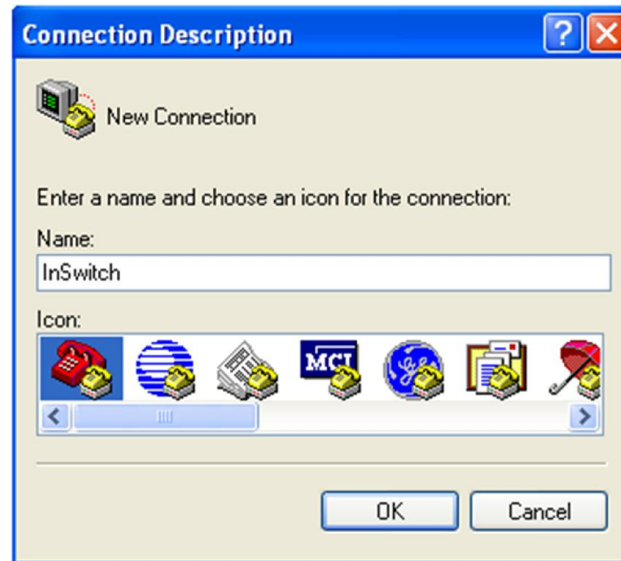 Connection Description
New Connection
Enter a name and choose an icon for the connection:
Name:
InSwitch
Icon:
MCI
OK Cancel